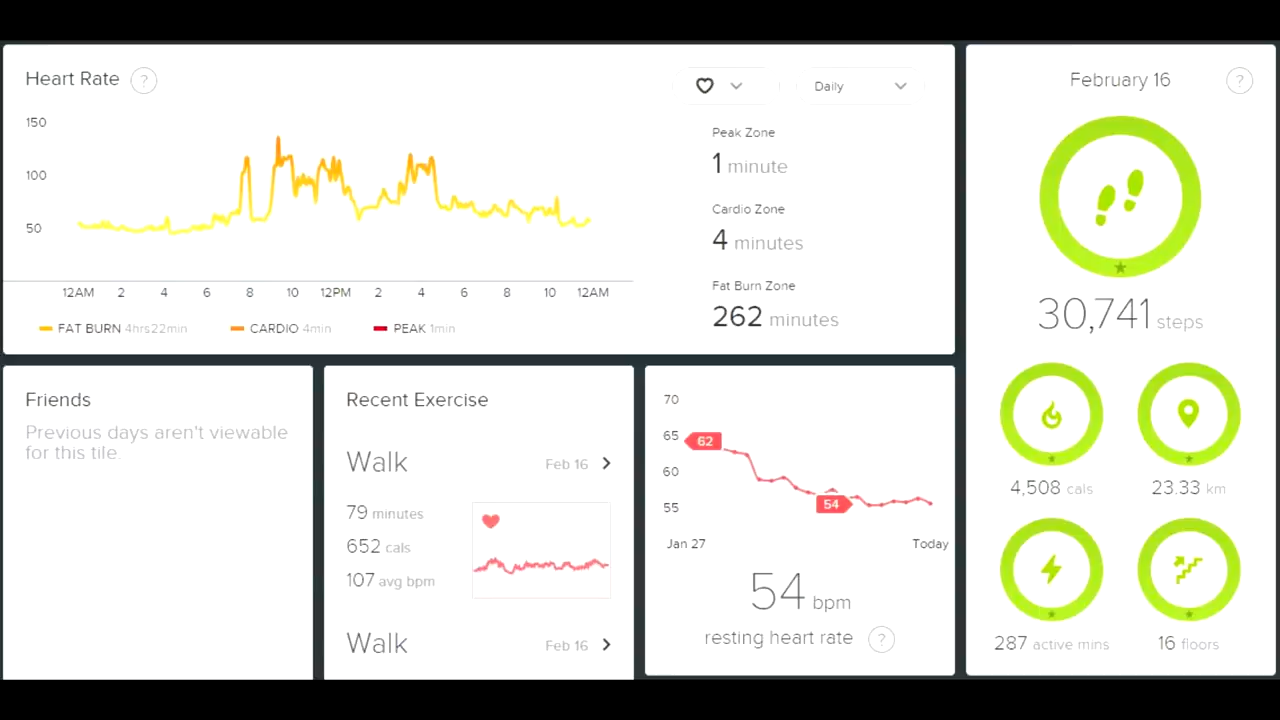 Heart Rate ?
Daily
150
100
50
12AM 2 4 6 8 10 12PM 2 4 6 8 10 12AM
FAT BURN 4hrs22min CARDIO 4min PEAK 1min
Peak Zone
1 minute
Cardio Zone
4 minutes
Fat Burn Zone
262 minutes
February 16 ?
30,741 steps
4,508 cals 23.33 km
287 active mins 16 floors
Friends
Previous days aren't viewable
for this tile.
Recent Exercise
Walk Feb 16
79 minutes
652 cals
107 avg bpm
Walk Feb 16
70
65
60
55
62
54
Jan 27 Today
54 bpm
resting heart rate ?